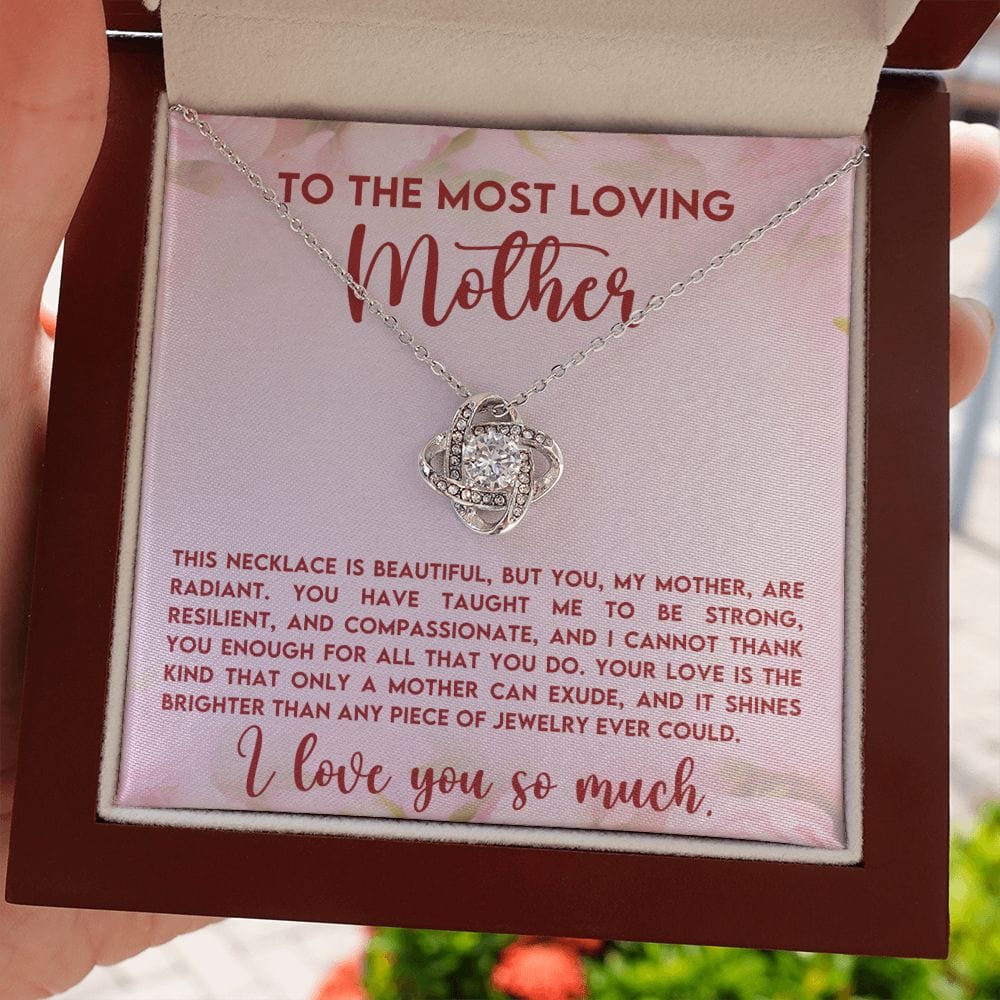 TO THE MOST LOVING
Mother,
THIS NECKLACE IS BEAUTIFUL, BUT YOU, MY MOTHER, ARE
RADIANT. YOU HAVE TAUGHT ME TO BE STRONG,
RESILIENT, AND COMPASSIONATE, AND I CANNOT THANK
YOU ENOUGH FOR ALL THAT YOU DO. YOUR LOVE IS THE
KIND THAT ONLY A MOTHER CAN EXUDE, AND IT SHINES
BRIGHTER THAN ANY PIECE OF JEWELRY EVER COULD.
I love you so much.